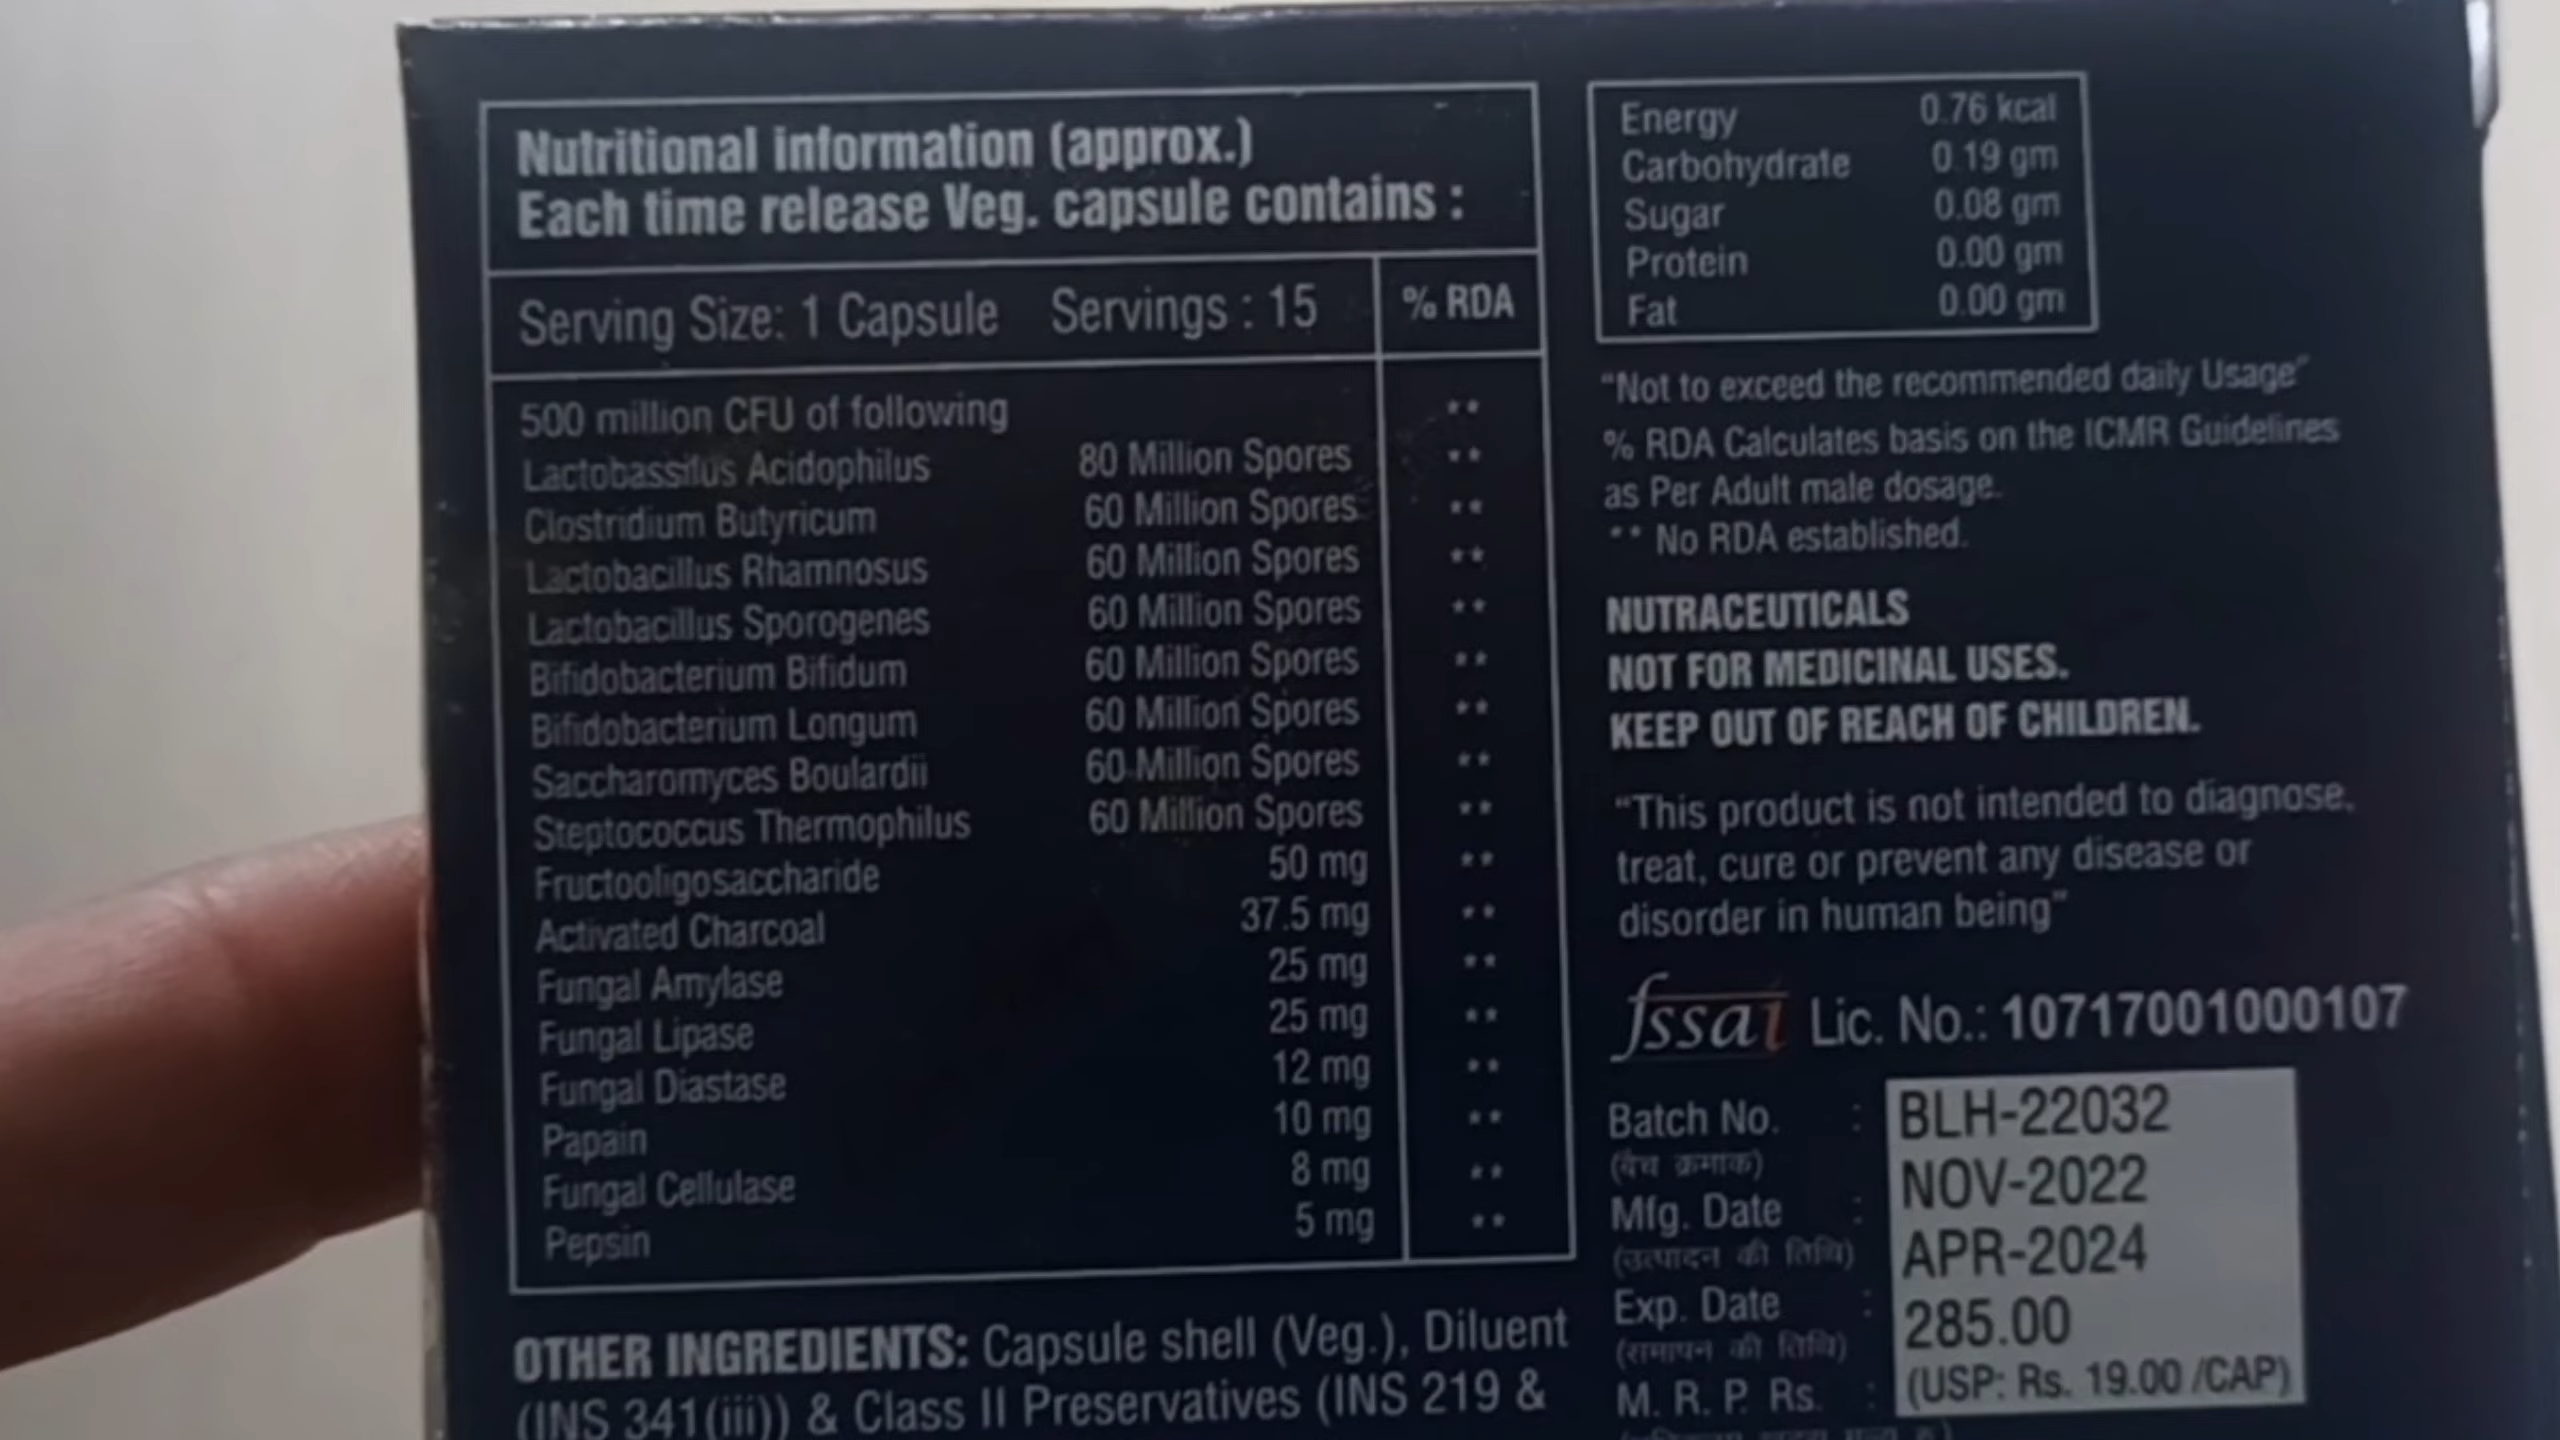 Nutritional information (approx.)
Each time release Veg. capsule contains :
Serving Size: 1 Capsule Servings : 15 % RDA
500 million CFU of following **
Lactobassilus Acidophilus 80 Million Spores **
Clostridium Butyricum 60 Million Spores **
Lactobacillus Rhamnosus 60 Million Spores **
Lactobacillus Sporogenes 60 Million Spores **
Bifidobacterium Bifidum 60 Million Spores **
Bifidobacterium Longum 60 Million Spores **
Saccharomyces Boulardii 60 Million Spores **
Steptococcus Thermophilus 60 Million Spores **
Fructooligosaccharide 50 mg **
Activated Charcoal 37.5 mg **
Fungal Amylase 25 mg **
Fungal Lipase 25 mg **
Fungal Diastase 12 mg **
Papain 10 mg **
Fungal Cellulase 8 mg **
Pepsin 5 mg **
OTHER INGREDIENTS: Capsule shell (Veg.), Diluent
(INS 341(iii)) & Class II Preservatives (INS 219 &
Energy 0.76 kcal
Carbohydrate 0.19 gm
Sugar 0.08 gm
Protein 0.00 gm
Fat 0.00 gm
"Not to exceed the recommended daily Usage"
% RDA Calculates basis on the ICMR Guidelines
as Per Adult male dosage.
** No RDA established.
NUTRACEUTICALS
NOT FOR MEDICINAL USES.
KEEP OUT OF REACH OF CHILDREN.
"This product is not intended to diagnose,
treat, cure or prevent any disease or
disorder in human being"
fssai Lic. No.: 10717001000107
Batch No. : BLH-22032
(बैच क्रमांक)
Mfg. Date : NOV-2022
(उत्पादन की तिथि)
Exp. Date : APR-2024
(समापन की तिथि)
M. R. P. Rs. : 285.00
(USP: Rs. 19.00 /CAP)